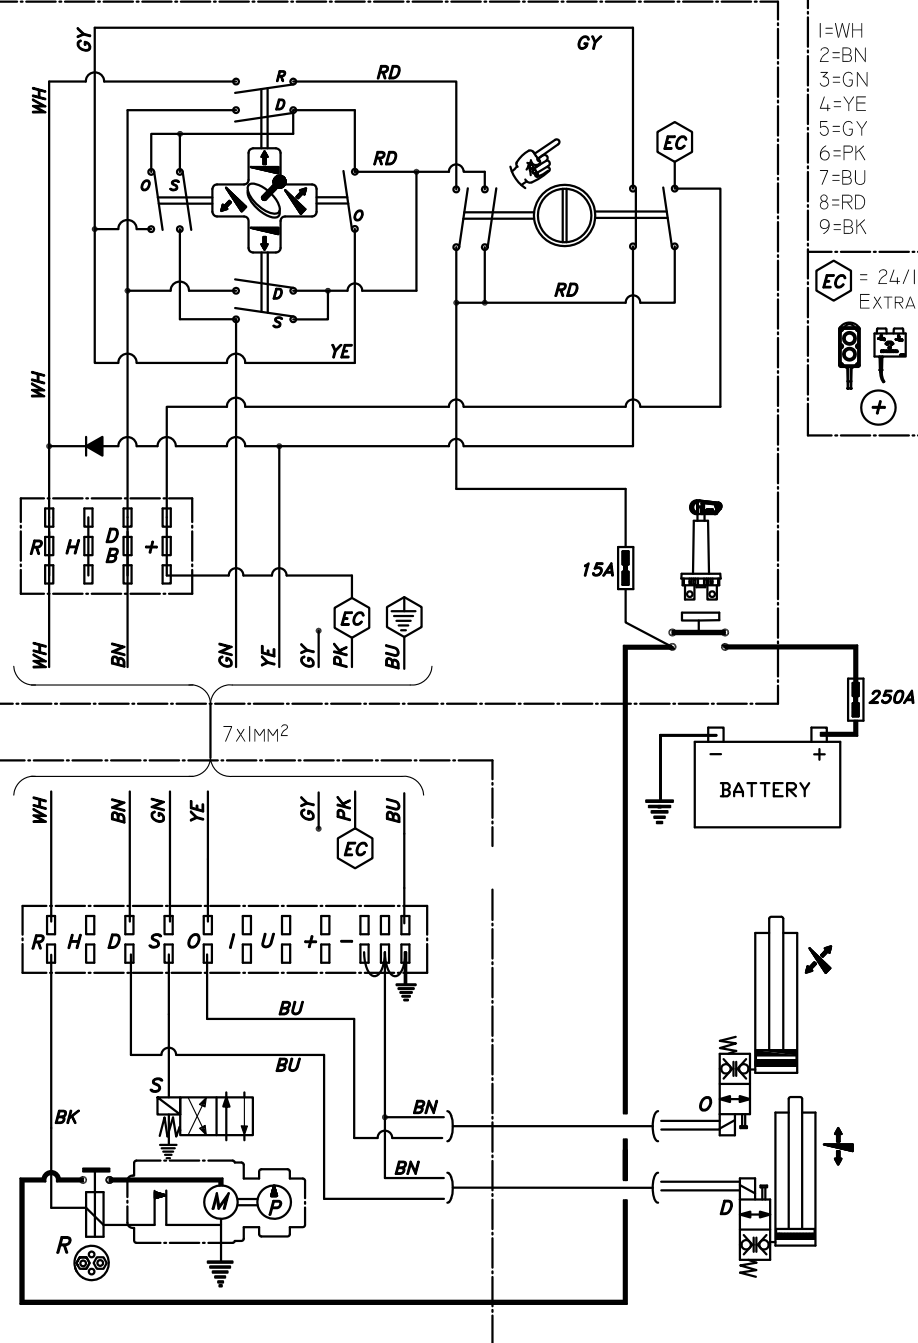 GY
GY
1=WH
2=BN
3=GN
4=YE
5=GY
6=PK
7=BU
8=RD
9=BK
R
RD
WH
D
EC
RD
O
S
O
EC = 24/1
EXTRA
D
RD
S
YE
WH
+
R
H
D
B
+
15A
EC
WH
BN
GN
YE
GY
PK
BU
250A
7x1MM²
-
+
BATTERY
WH
BN
GN
YE
GY
PK
BU
EC
R
H
D
S
O
I
U
+
-
BU
BU
S
BN
O
BK
BN
M
P
D
R